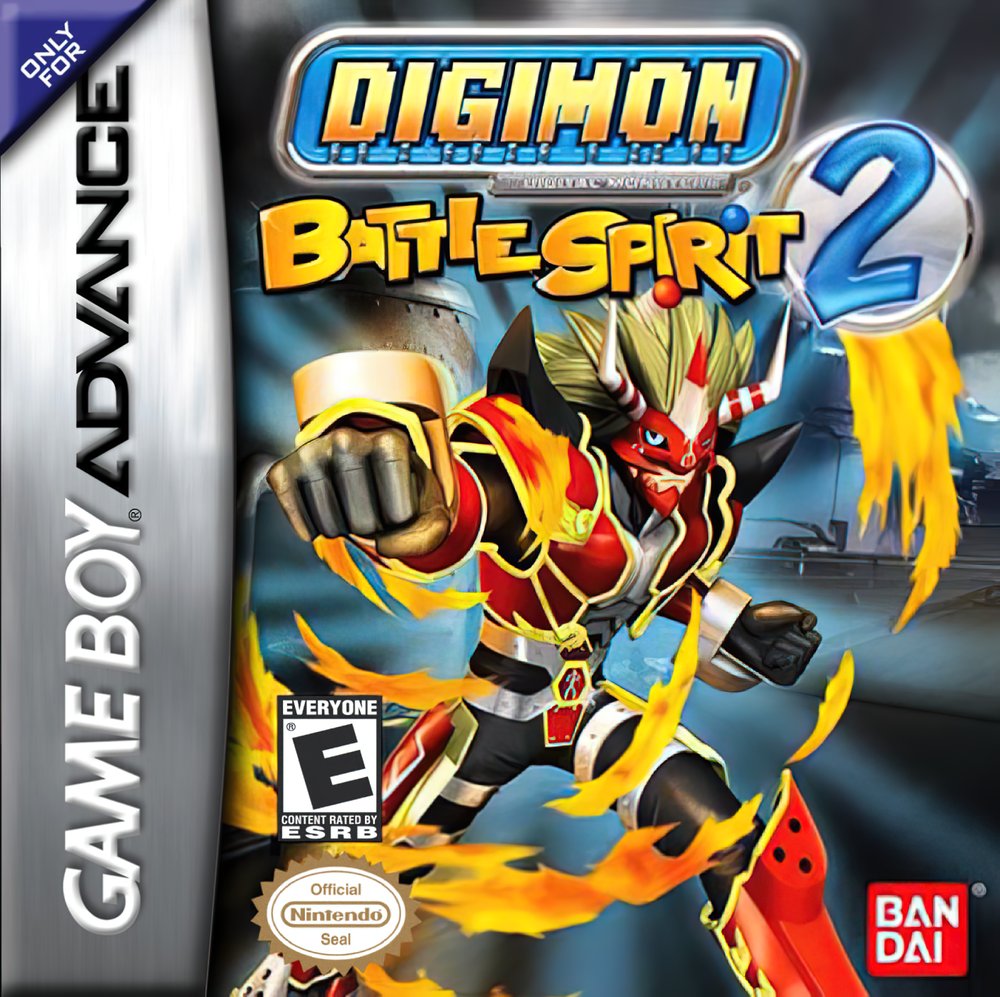 ONLY
FOR
GAME BOY ADVANCE
®
DIGIMON
BATTLE SPIRIT 2
EVERYONE
®
E
CONTENT RATED BY
ESRB
Official
Nintendo
Seal
BAN
DAI
®